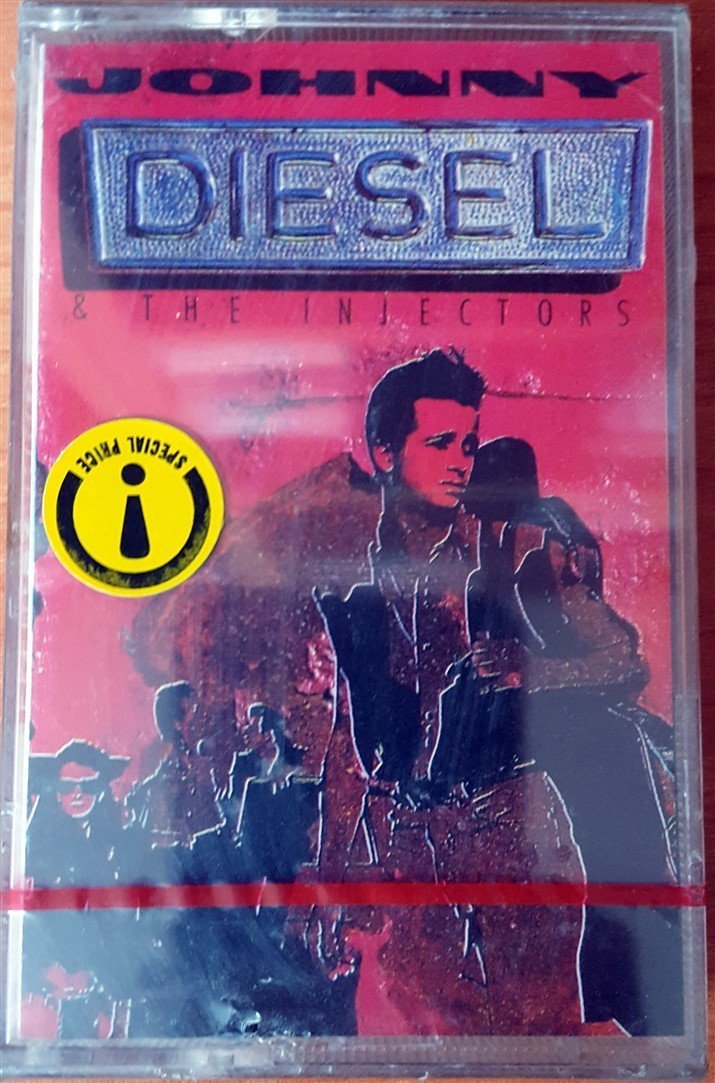 JOHNNY
DIESEL
& THE INJECTORS
SPECIAL PRICE